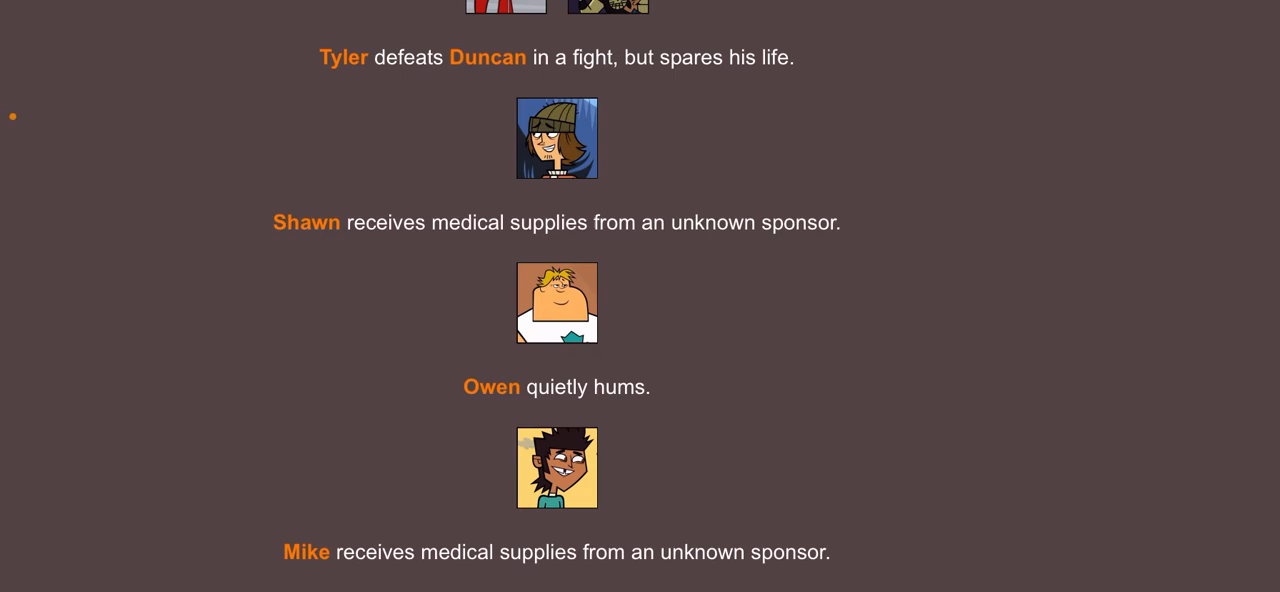 Tyler defeats Duncan in a fight, but spares his life.
Shawn receives medical supplies from an unknown sponsor.
Owen quietly hums.
Mike receives medical supplies from an unknown sponsor.